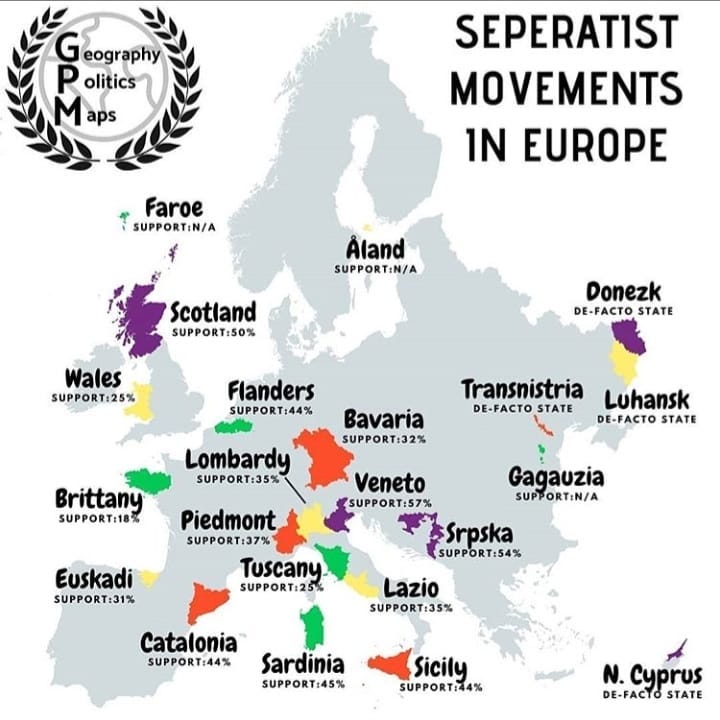 Geography
Politics
Maps
SEPERATIST
MOVEMENTS
IN EUROPE
Faroe
SUPPORT:N/A
Åland
SUPPORT:N/A
Scotland
SUPPORT:50%
Donezk
DE-FACTO STATE
Wales
SUPPORT:25%
Flanders
SUPPORT:44%
Transnistria
DE-FACTO STATE
Luhansk
DE-FACTO STATE
Bavaria
SUPPORT:32%
Lombardy
SUPPORT:35%
Veneto
SUPPORT:57%
Gagauzia
SUPPORT:N/A
Brittany
SUPPORT:18%
Piedmont
SUPPORT:37%
Srpska
SUPPORT:54%
Euskadi
SUPPORT:31%
Tuscany
SUPPORT:25%
Lazio
SUPPORT:35%
Catalonia
SUPPORT:44%
Sardinia
SUPPORT:45%
Sicily
SUPPORT:44%
N. Cyprus
DE-FACTO STATE